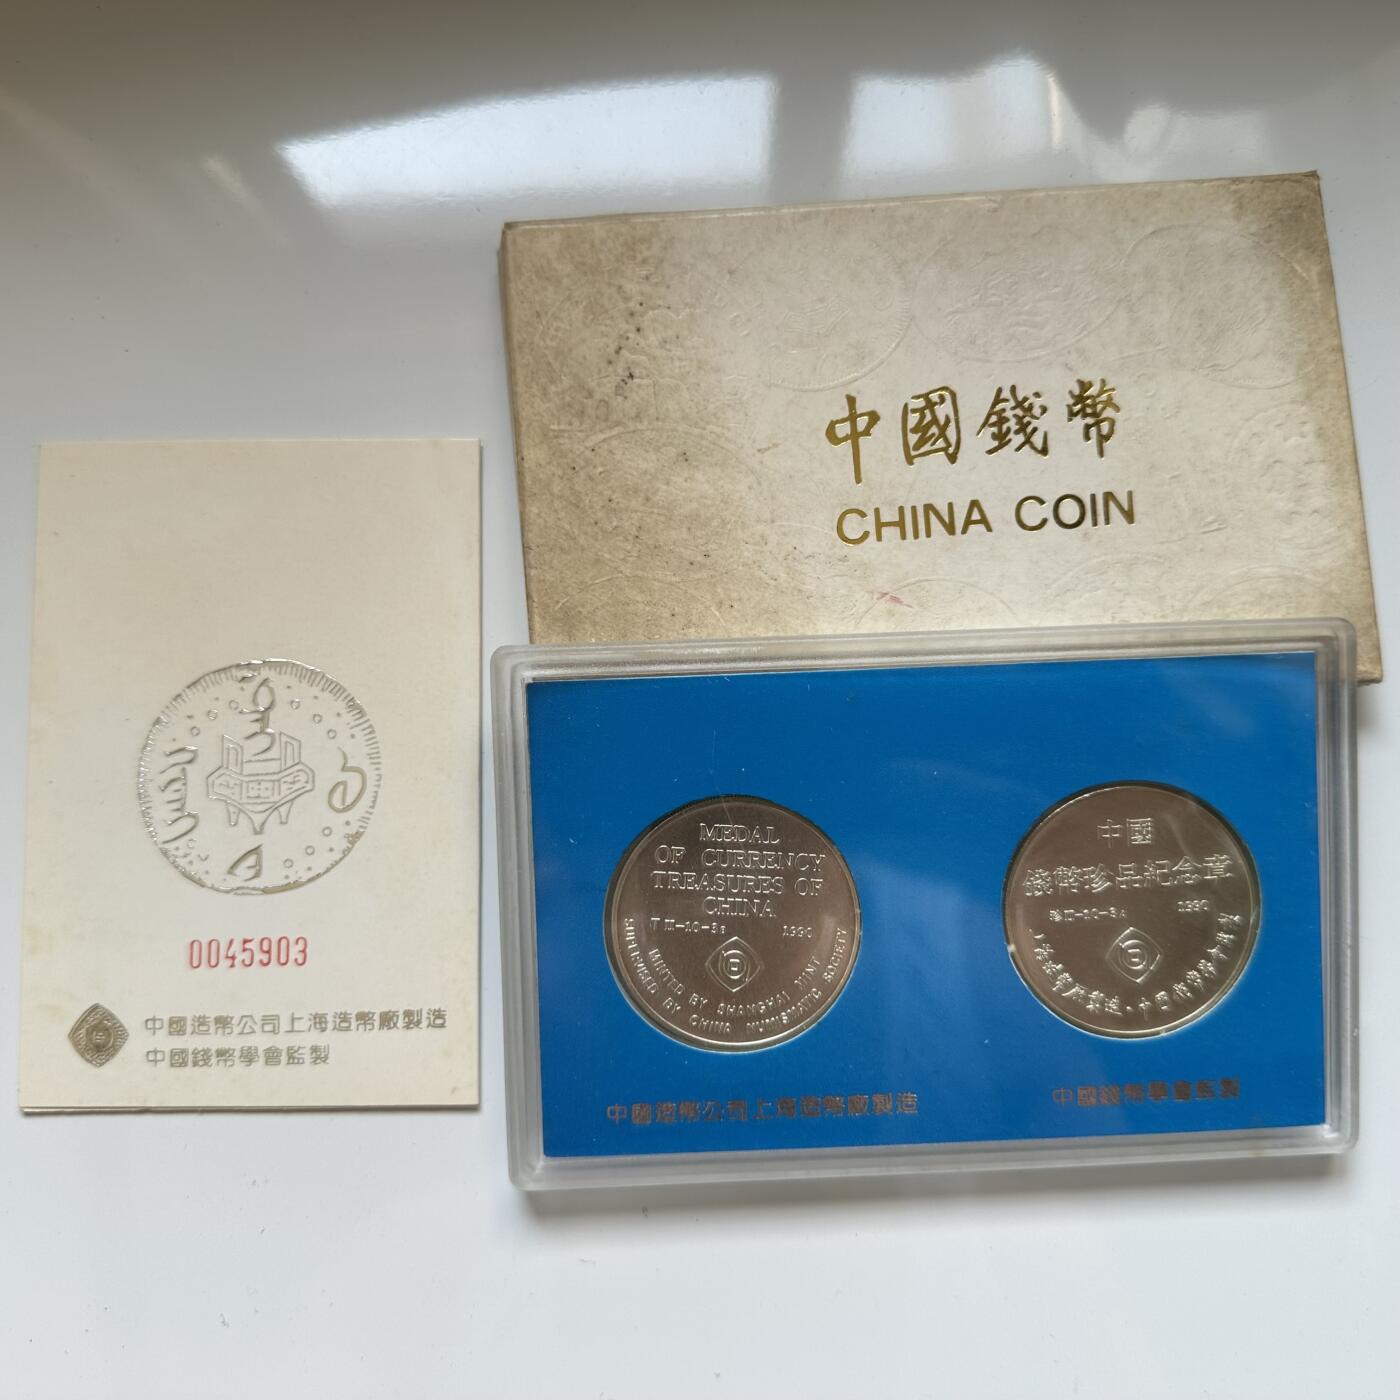 中國錢幣
CHINA COIN
0045903
中國造幣公司上海造幣廠製造
中國錢幣學會監製
MEDAL
OF CURRENCY
TREASURES OF
CHINA
1990
MINTED BY SHANGHAI MINT
SUPERVISED BY CHINA NUMISMATIC SOCIETY
中國
錢幣珍品紀念章
1990
中國造幣公司上海造幣廠製造
中國錢幣學會監製